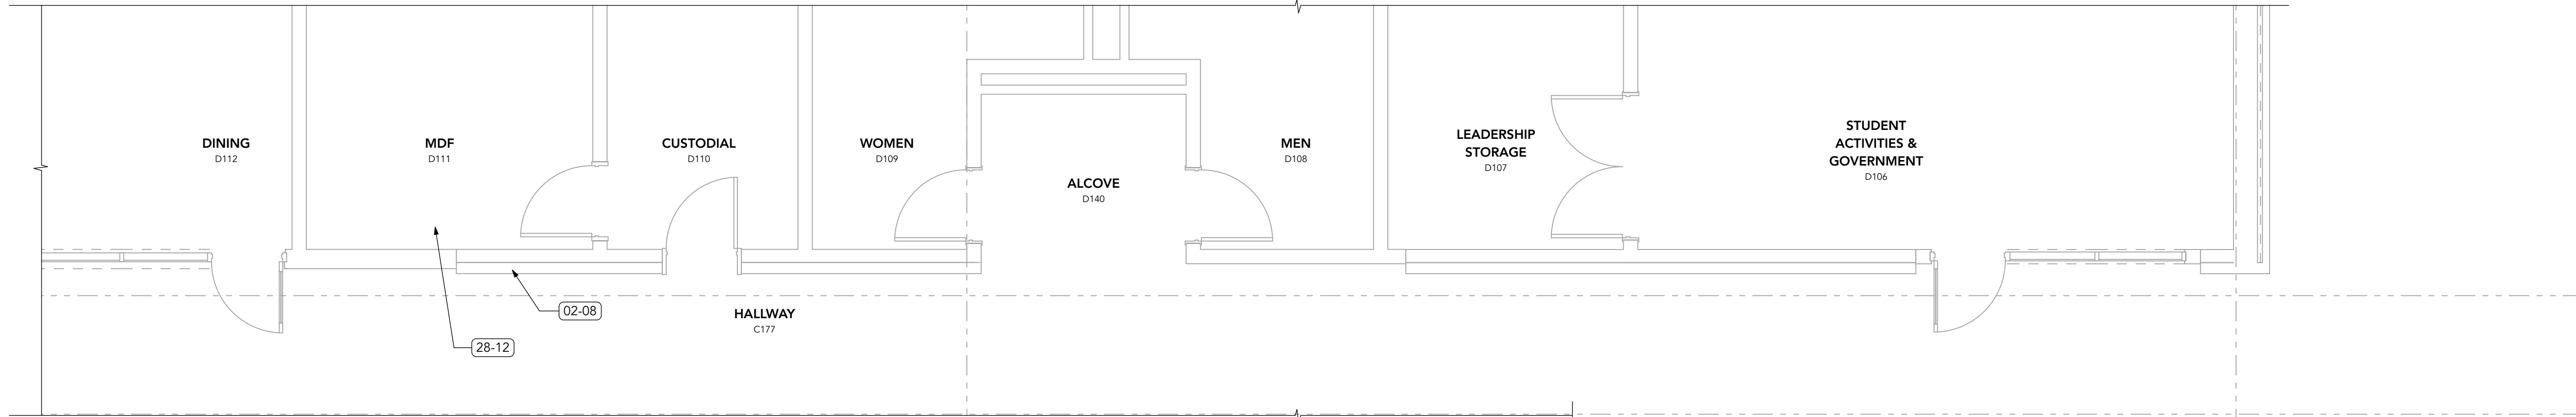 DINING
D112
MDF
D111
CUSTODIAL
D110
WOMEN
D109
ALCOVE
D140
MEN
D108
LEADERSHIP
STORAGE
D107
STUDENT
ACTIVITIES &
GOVERNMENT
D106
02-08
HALLWAY
C177
28-12